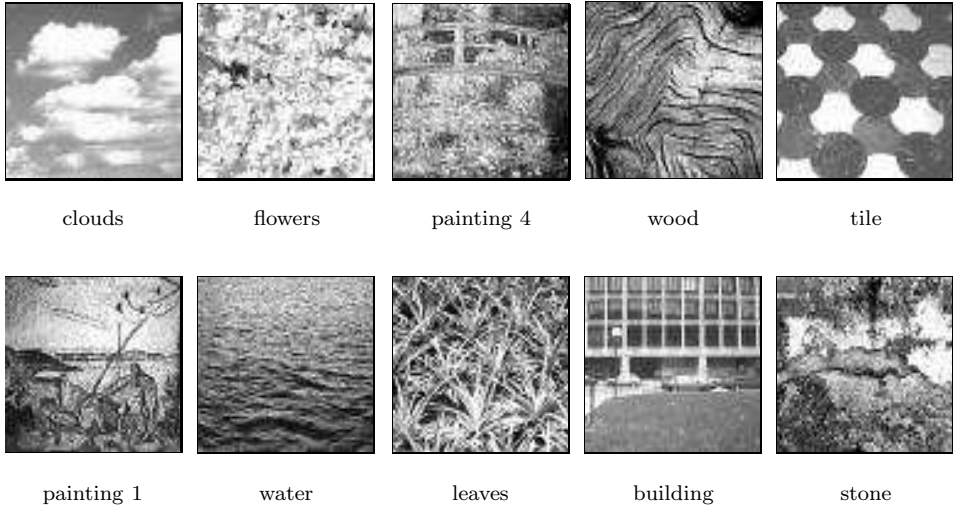 clouds flowers painting 4 wood tile
painting 1 water leaves building stone